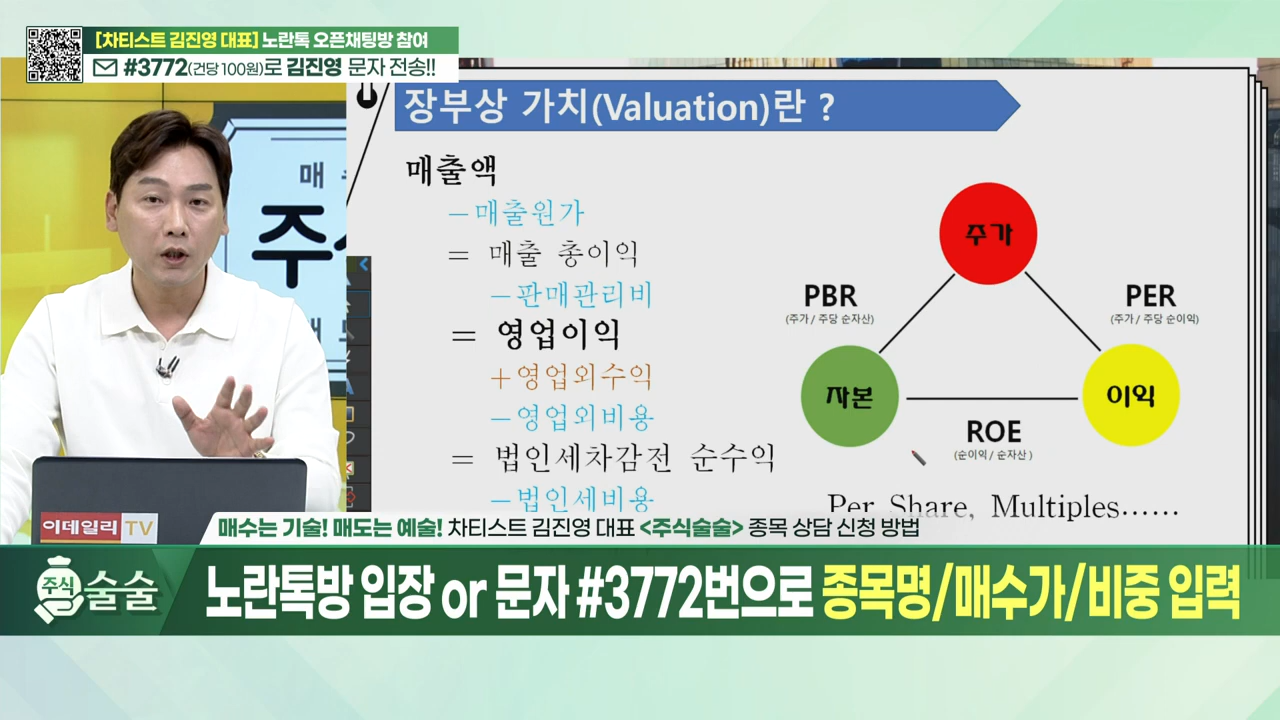 [차티스트 김진영 대표] 노란톡 오픈채팅방 참여
#3772(건당 100원)로 김진영 문자 전송!!
장부상 가치(Valuation)란 ?
매출액
－매출원가
= 매출 총이익
－판매관리비
= 영업이익
＋영업외수익
－영업외비용
= 법인세차감전 순수익
－법인세비용
주가
PBR
(주가 / 주당 순자산)
PER
(주가 / 주당 순이익)
자본
이익
ROE
(순이익 / 순자산)
Per Share, Multiples……
매
주식
이데일리 TV
매수는 기술! 매도는 예술! 차티스트 김진영 대표 <주식술술> 종목 상담 신청 방법
주식 술술
노란톡방 입장 or 문자 #3772번으로 종목명/매수가/비중 입력